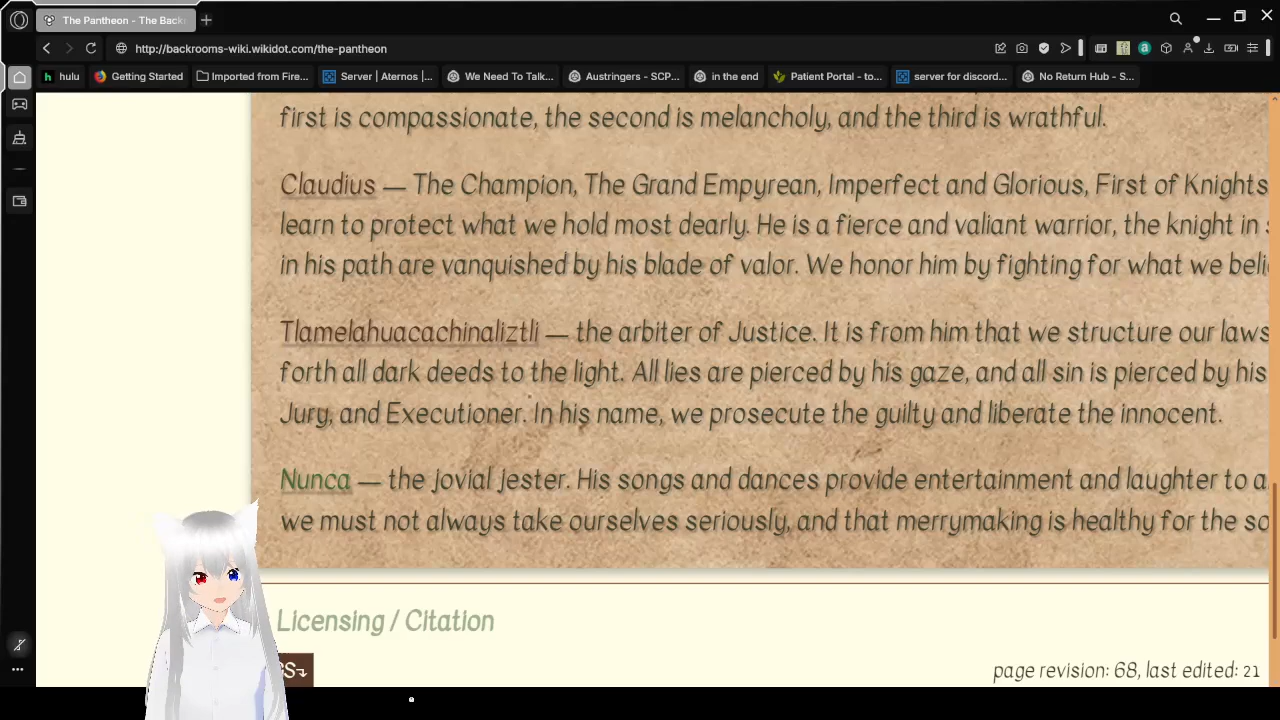 The Pantheon - The Back
http://backrooms-wiki.wikidot.com/the-pantheon
hulu
Getting Started
Imported from Fire...
Server | Aternos |...
We Need To Talk...
Austringers - SCP...
in the end
Patient Portal - to...
server for discord...
No Return Hub - S...
first is compassionate, the second is melancholy, and the third is wrathful.
Claudius — The Champion, The Grand Empyrean, Imperfect and Glorious, First of Knights
learn to protect what we hold most dearly. He is a fierce and valiant warrior, the knight in
in his path are vanquished by his blade of valor. We honor him by fighting for what we beli
Tlamelahuacachinaliztli — the arbiter of Justice. It is from him that we structure our laws
forth all dark deeds to the light. All lies are pierced by his gaze, and all sin is pierced by his
Jury, and Executioner. In his name, we prosecute the guilty and liberate the innocent.
Nunca — the jovial jester. His songs and dances provide entertainment and laughter to a
we must not always take ourselves seriously, and that merrymaking is healthy for the so
Licensing / Citation
page revision: 68, last edited: 21